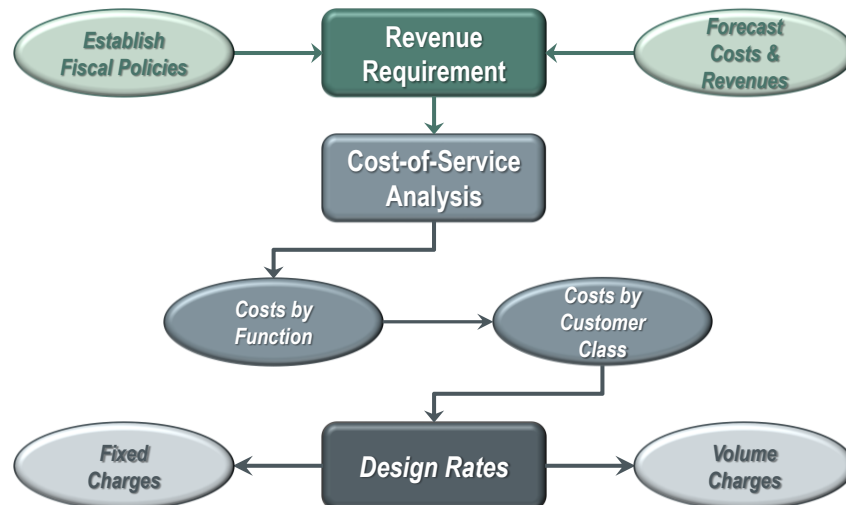 Establish
Fiscal Policies
Revenue
Requirement
Forecast
Costs &
Revenues
Cost-of-Service
Analysis
Costs by
Function
Costs by
Customer
Class
Fixed
Charges
Design Rates
Volume
Charges